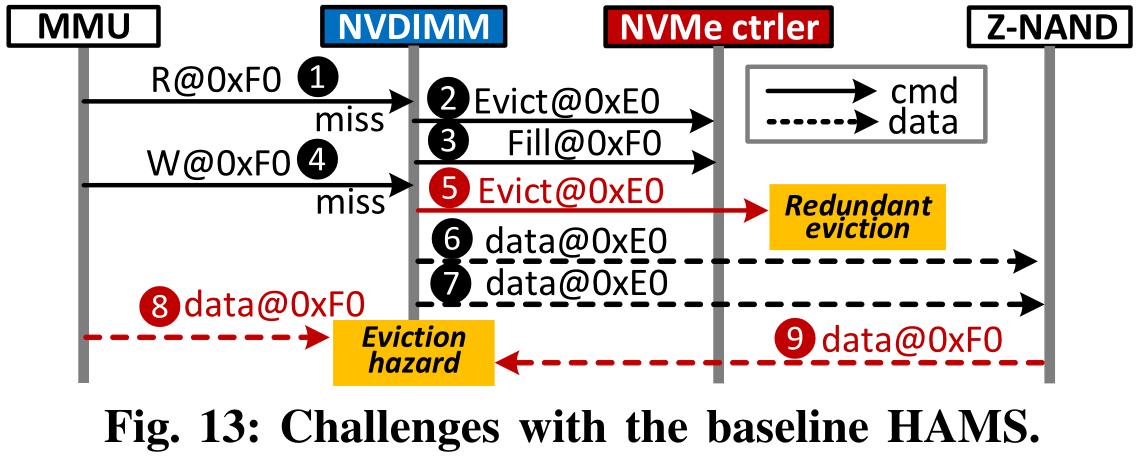 MMU NVDIMM NVMe ctrler Z-NAND
R@0xF0 1
miss
2 Evict@0xE0
cmd
data
3 Fill@0xF0
W@0xF0 4
miss
5 Evict@0xE0
Redundant
eviction
6 data@0xE0
7 data@0xE0
8 data@0xF0
Eviction
hazard
9 data@0xF0
Fig. 13: Challenges with the baseline HAMS.